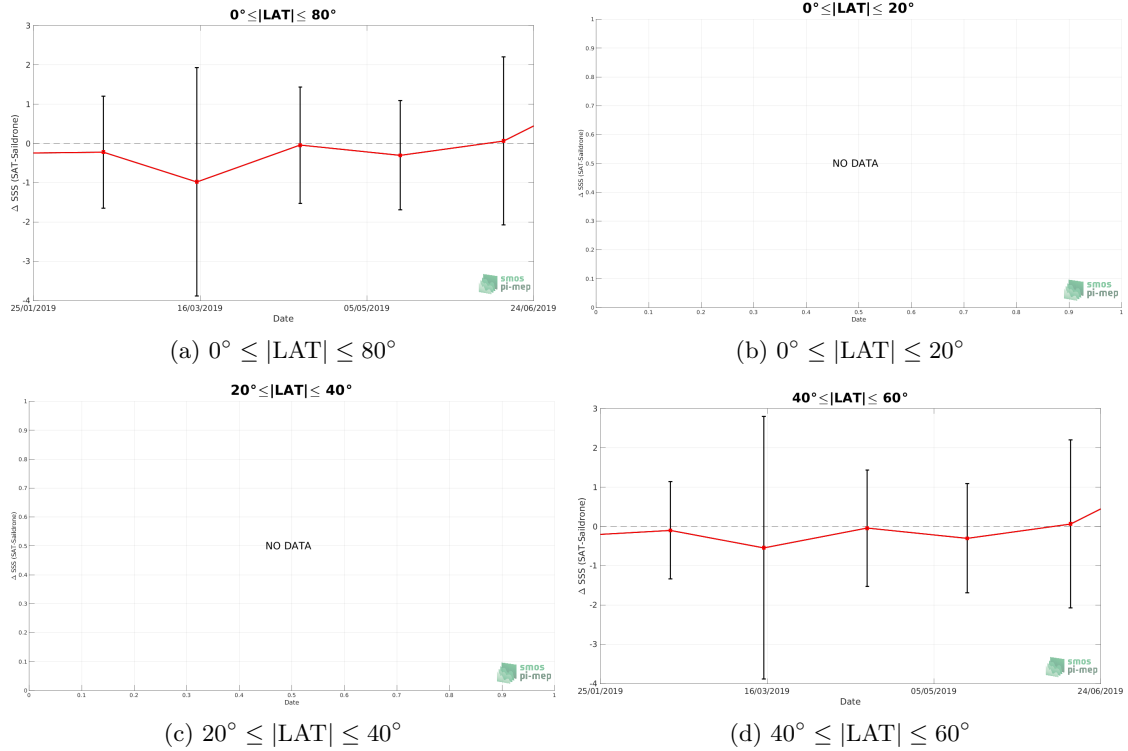 0°≤|LAT|≤ 80°
3
2
1
0
-1
-2
-3
-4
Δ SSS (SAT-Saildrone)
25/01/2019 16/03/2019 05/05/2019 24/06/2019
Date
smos
pi-mep
(a) 0° ≤ |LAT| ≤ 80°
0°≤|LAT|≤ 20°
1
0.9
0.8
0.7
0.6
0.5
0.4
0.3
0.2
0.1
0
Δ SSS (SAT-Saildrone)
NO DATA
0 0.1 0.2 0.3 0.4 0.5 0.6 0.7 0.8 0.9 1
Date
smos
pi-mep
(b) 0° ≤ |LAT| ≤ 20°
20°≤|LAT|≤ 40°
1
0.9
0.8
0.7
0.6
0.5
0.4
0.3
0.2
0.1
0
Δ SSS (SAT-Saildrone)
NO DATA
0 0.1 0.2 0.3 0.4 0.5 0.6 0.7 0.8 0.9 1
Date
smos
pi-mep
(c) 20° ≤ |LAT| ≤ 40°
40°≤|LAT|≤ 60°
3
2
1
0
-1
-2
-3
-4
Δ SSS (SAT-Saildrone)
25/01/2019 16/03/2019 05/05/2019 24/06/2019
Date
smos
pi-mep
(d) 40° ≤ |LAT| ≤ 60°